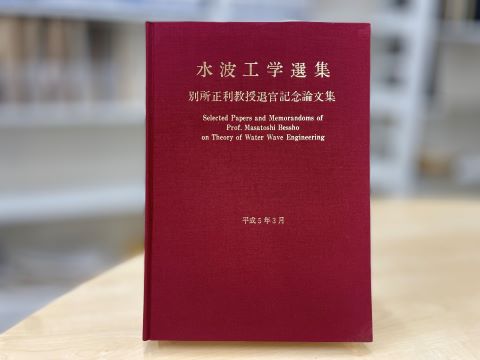 水波工学選集
別所正利教授退官記念論文集
Selected Papers and Memorandoms of
Prof. Masatoshi Bessho
on Theory of Water Wave Engineering
平成5年3月